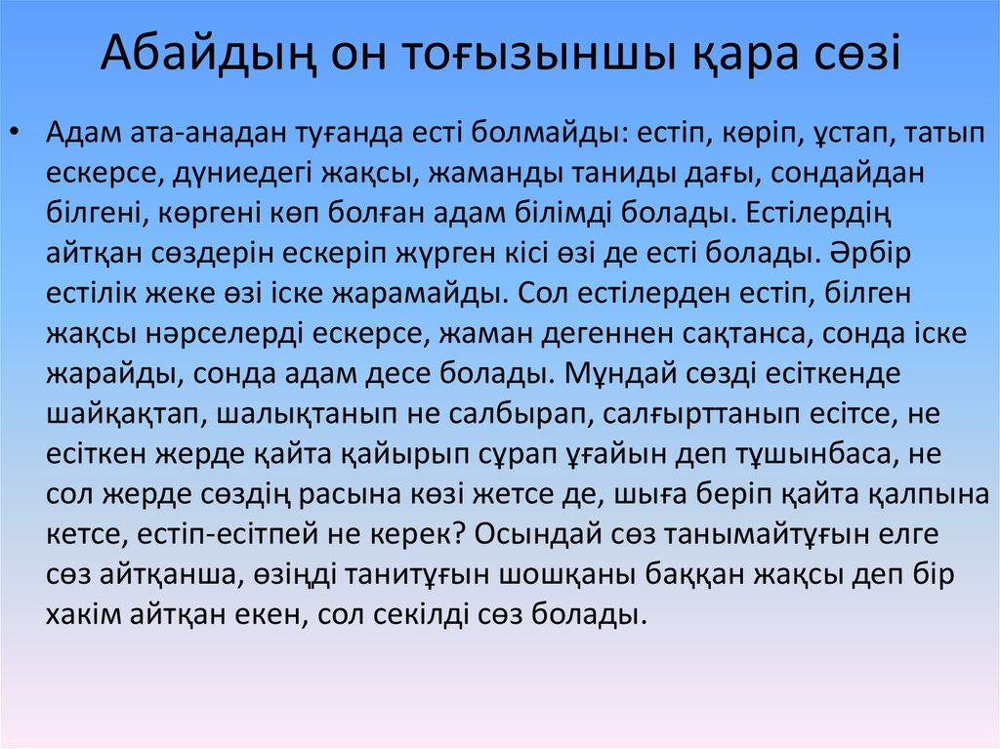 Абайдың он тоғызыншы қара сөзі
• Адам ата-анадан туғанда есті болмайды: естіп, көріп, ұстап, татып
ескерсе, дүниедегі жақсы, жаманды таниды дағы, сондайдан
білгені, көргені көп болған адам білімді болады. Естілердің
айтқан сөздерін ескеріп жүрген кісі өзі де есті болады. Әрбір
естілік жеке өзі іске жарамайды. Сол естілерден естіп, білген
жақсы нәрселерді ескерсе, жаман дегеннен сақтанса, сонда іске
жарайды, сонда адам десе болады. Мұндай сөзді есіткенде
шайқақтап, шалықтанып не салбырап, салғырттанып есітсе, не
есіткен жерде қайта қайырып сұрап ұғайын деп тұшынбаса, не
сол жерде сөздің расына көзі жетсе де, шыға беріп қайта қалпына
кетсе, естіп-есітпей не керек? Осындай сөз танымайтұғын елге
сөз айтқанша, өзіңді танитұғын шошқаны баққан жақсы деп бір
хакім айтқан екен, сол секілді сөз болады.